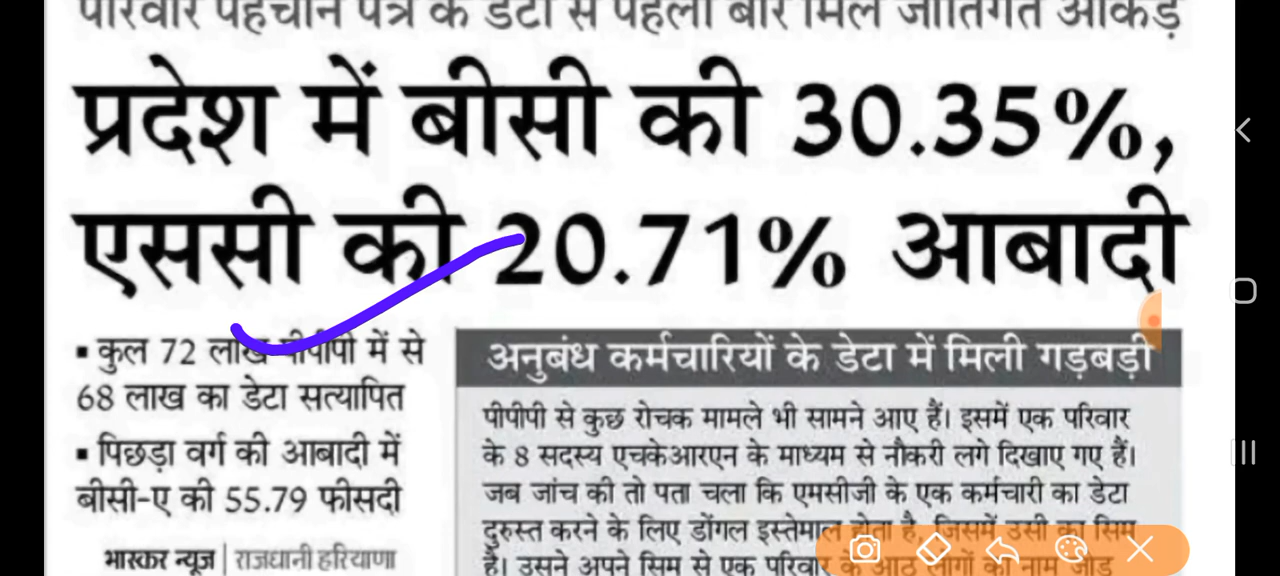 परिवार पहचान पत्र के डेटा से पहली बार मिले जातिगत आंकड़े
प्रदेश में बीसी की 30.35%,
एससी की 20.71% आबादी
▪ कुल 72 लाख पीपीपी में से
68 लाख का डेटा सत्यापित
▪ पिछड़ा वर्ग की आबादी में
बीसी-ए की 55.79 फीसदी
भास्कर न्यूज | राजधानी हरियाणा
अनुबंध कर्मचारियों के डेटा में मिली गड़बड़ी
पीपीपी से कुछ रोचक मामले भी सामने आए हैं। इसमें एक परिवार
के 8 सदस्य एचकेआरएन के माध्यम से नौकरी लगे दिखाए गए हैं।
जब जांच की तो पता चला कि एमसीजी के एक कर्मचारी का डेटा
दुरुस्त करने के लिए डोंगल इस्तेमाल होता है, जिसमें उसी का सिम
है। उसने अपने सिम से एक परिवार के आठ लोगों का नाम जोड़